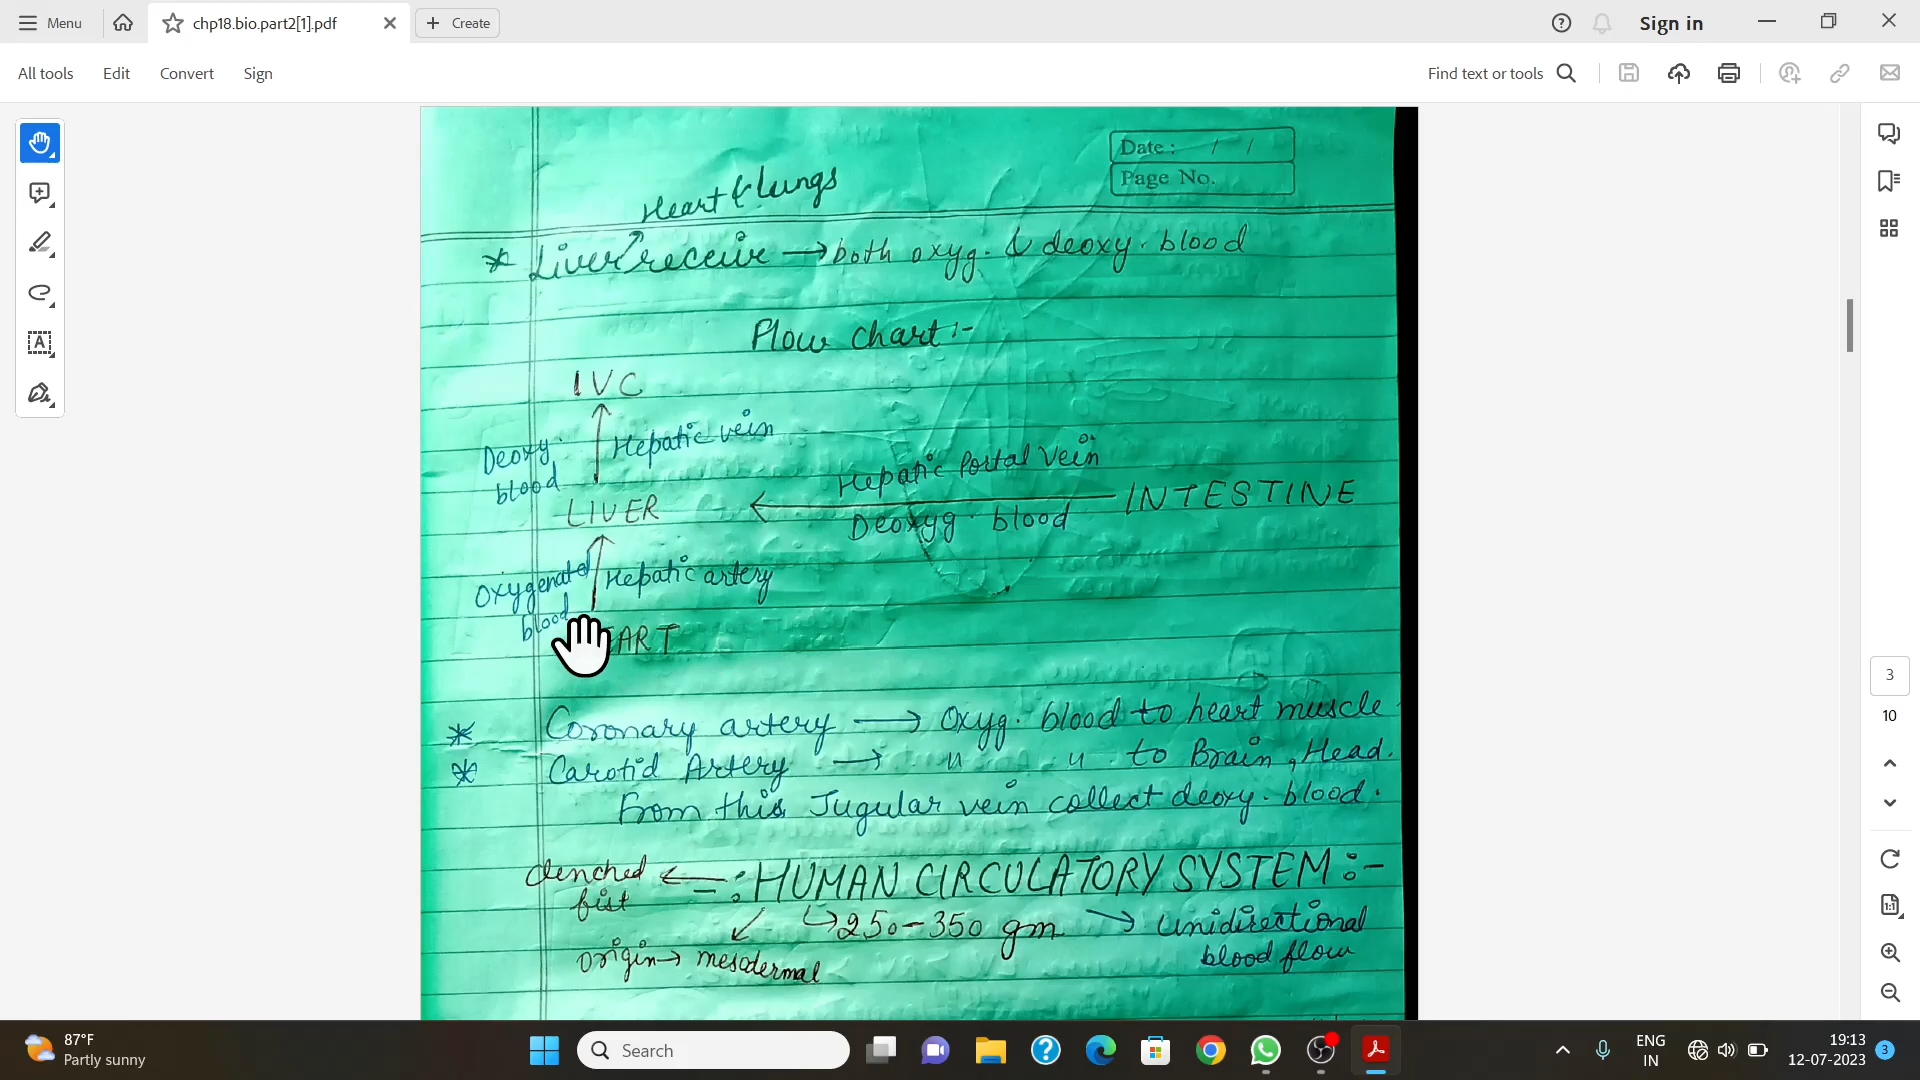 Menu
chp18.bio.part2[1].pdf
Create
Sign in
All tools
Edit
Convert
Sign
Find text or tools
Date: / /
Page No.
Heart & lungs
* Liver receive → both oxyg. & deoxy. blood
Flow chart :-
IVC
Deoxy. blood
Hepatic vein
Hepatic Portal Vein
LIVER
INTESTINE
Deoxyg. blood
Oxygenated blood
Hepatic artery
EART
* Coronary artery → Oxyg. blood to heart muscle.
* Carotid Artery → " " to Brain, Head.
From this Jugular vein collect deoxy. blood.
clenched fist ← -: HUMAN CIRCULATORY SYSTEM :-
250-350 gm
Unidirectional blood flow
origin → mesodermal
3
10
1:1
87°F
Partly sunny
Search
ENG
IN
19:13
12-07-2023
3